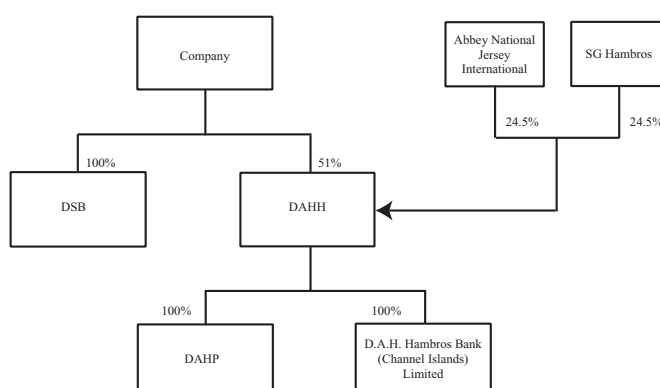 Abbey National
Jersey
International
SG Hambros
Company
24.5%
24.5%
100%
51%
DSB
DAHH
100%
100%
DAHP
D.A.H. Hambros Bank
(Channel Islands)
Limited